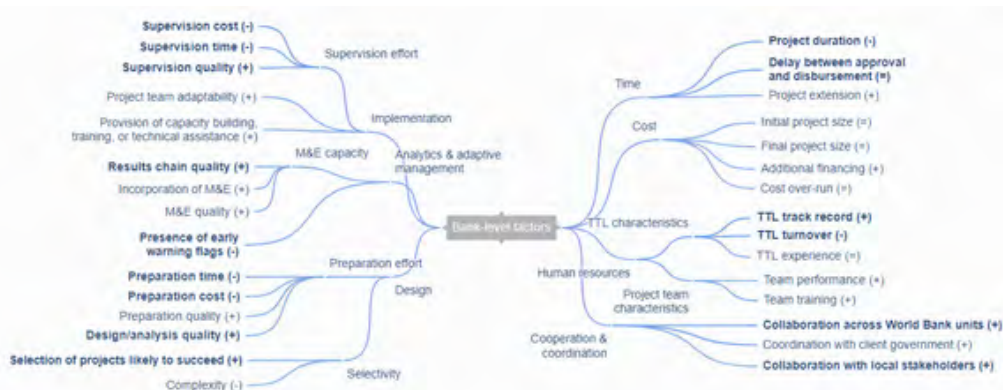 Supervision cost (-)
Supervision time (-)
Supervision quality (+)
Supervision effort
Project team adaptability (+)
Provision of capacity building,
training, or technical assistance (+)
Implementation
M&E capacity
Analytics & adaptive
management
Results chain quality (+)
Incorporation of M&E (+)
M&E quality (+)
Presence of early
warning flags (-)
Preparation effort
Preparation time (-)
Preparation cost (-)
Preparation quality (+)
Design/analysis quality (+)
Design
Selection of projects likely to succeed (+)
Complexity (-)
Selectivity
Bank-level factors
Project duration (-)
Delay between approval
and disbursement (=)
Project extension (+)
Time
Cost
Initial project size (=)
Final project size (=)
Additional financing (+)
Cost over-run (=)
TTL characteristics
TTL track record (+)
TTL turnover (-)
TTL experience (=)
Human resources
Project team
characteristics
Team performance (+)
Team training (+)
Cooperation &
coordination
Collaboration across World Bank units (+)
Coordination with client government (+)
Collaboration with local stakeholders (+)